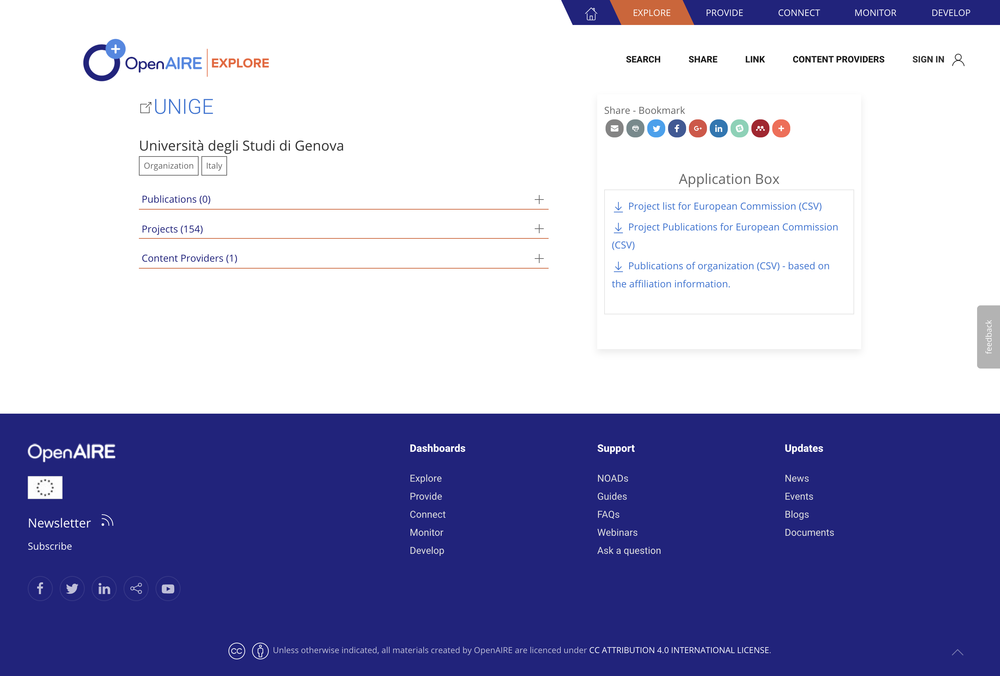 EXPLORE PROVIDE CONNECT MONITOR DEVELOP
OpenAIRE EXPLORE
SEARCH SHARE LINK CONTENT PROVIDERS SIGN IN
UNIGE
Università degli Studi di Genova
Organization Italy
Publications (0)
Projects (154)
Content Providers (1)
Share - Bookmark
Application Box
Project list for European Commission (CSV)
Project Publications for European Commission
(CSV)
Publications of organization (CSV) - based on
the affiliation information.
feedback
OpenAIRE
Newsletter
Subscribe
Dashboards
Explore
Provide
Connect
Monitor
Develop
Support
NOADs
Guides
FAQs
Webinars
Ask a question
Updates
News
Events
Blogs
Documents
CC Unless otherwise indicated, all materials created by OpenAIRE are licenced under CC ATTRIBUTION 4.0 INTERNATIONAL LICENSE.